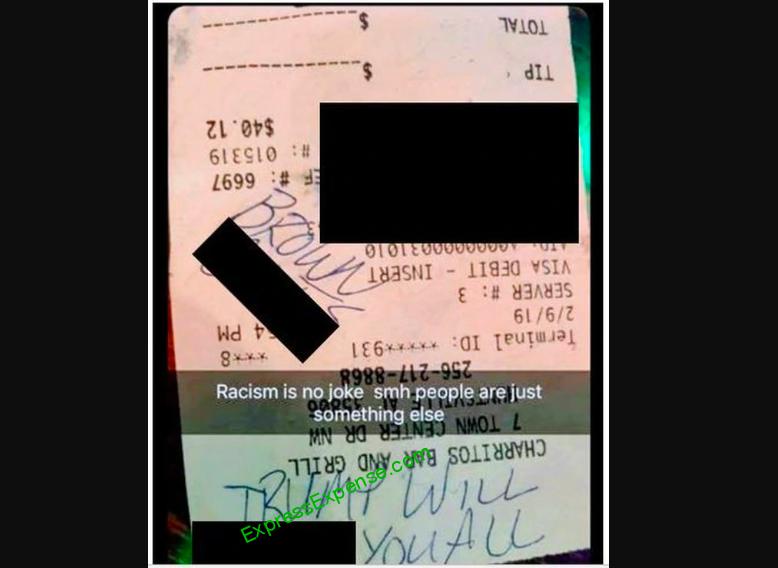 CHARRITOS BAR AND GRILL
7 TOWN CENTER DR NW
256-217-8868
Terminal ID: *****931 ***8
2/9/19 54 PM
SERVER #: 3
VISA DEBIT - INSERT
AID: A0000000031010
#: 6697
#: 015319
$40.12
TIP $
TOTAL $
BROWN
Racism is no joke smh people are just
something else
ExpressExpense.com
TRUMP WILL
YOU ALL